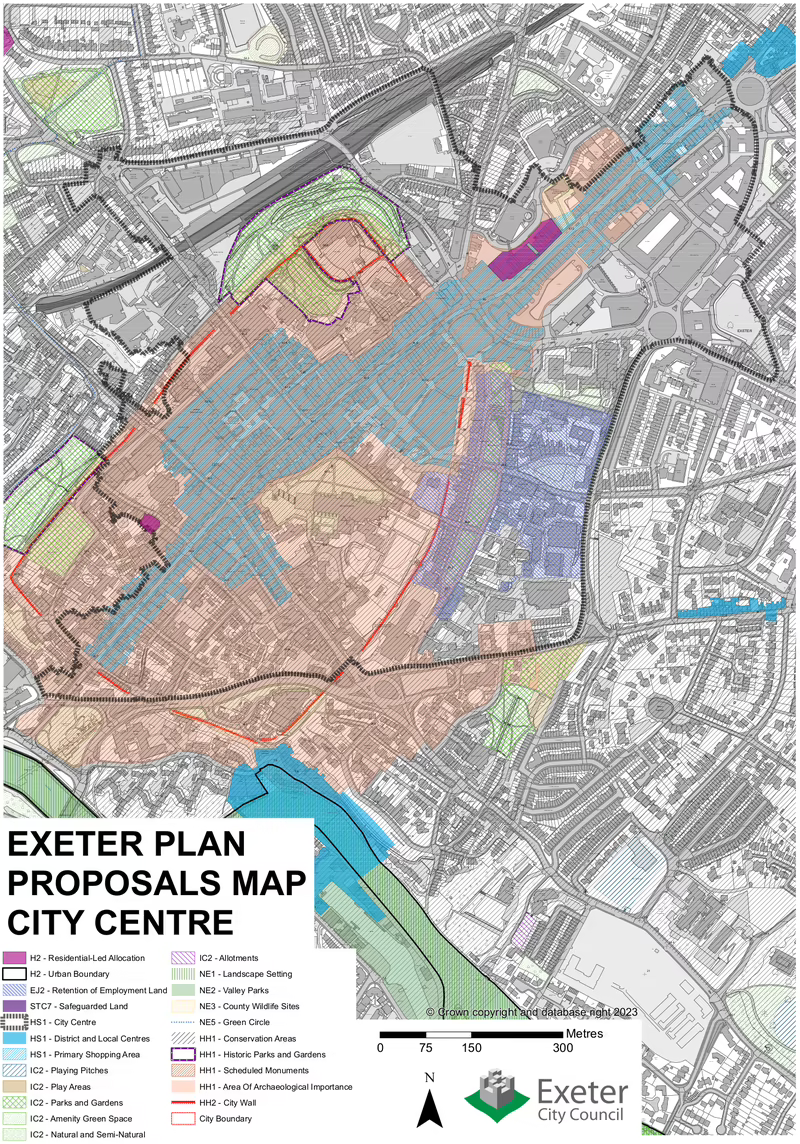 EXETER
EXETER PLAN
PROPOSALS MAP
CITY CENTRE
H2 - Residential-Led Allocation
H2 - Urban Boundary
EJ2 - Retention of Employment Land
STC7 - Safeguarded Land
HS1 - City Centre
HS1 - District and Local Centres
HS1 - Primary Shopping Area
IC2 - Playing Pitches
IC2 - Play Areas
IC2 - Parks and Gardens
IC2 - Amenity Green Space
IC2 - Natural and Semi-Natural
IC2 - Allotments
NE1 - Landscape Setting
NE2 - Valley Parks
NE3 - County Wildlife Sites
NE5 - Green Circle
HH1 - Conservation Areas
HH1 - Historic Parks and Gardens
HH1 - Scheduled Monuments
HH1 - Area Of Archaeological Importance
HH2 - City Wall
City Boundary
© Crown copyright and database right 2023
Metres
0 75 150 300
N
Exeter
City Council